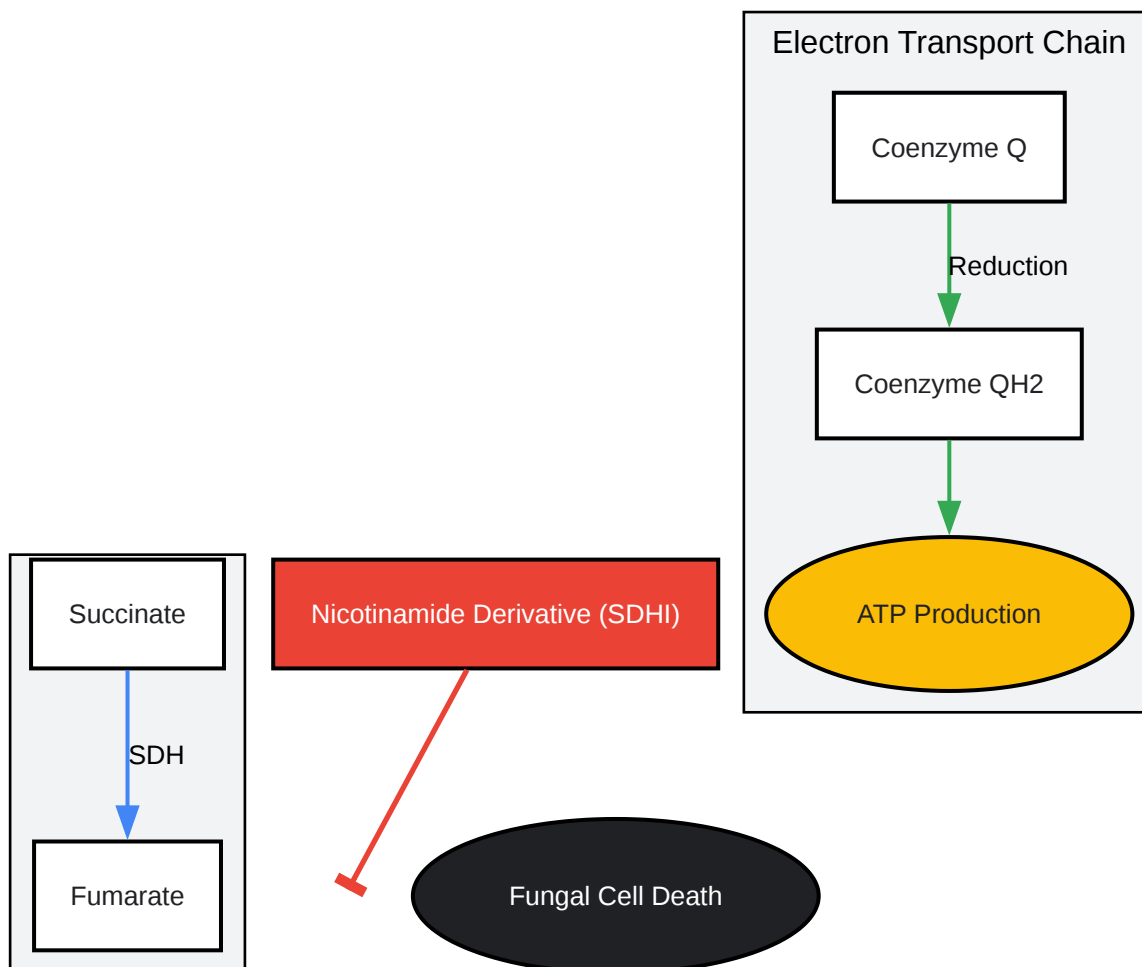 Electron Transport Chain
Coenzyme Q
Reduction
Coenzyme QH2
Succinate
Nicotinamide Derivative (SDHI)
ATP Production
SDH
Fumarate
Fungal Cell Death